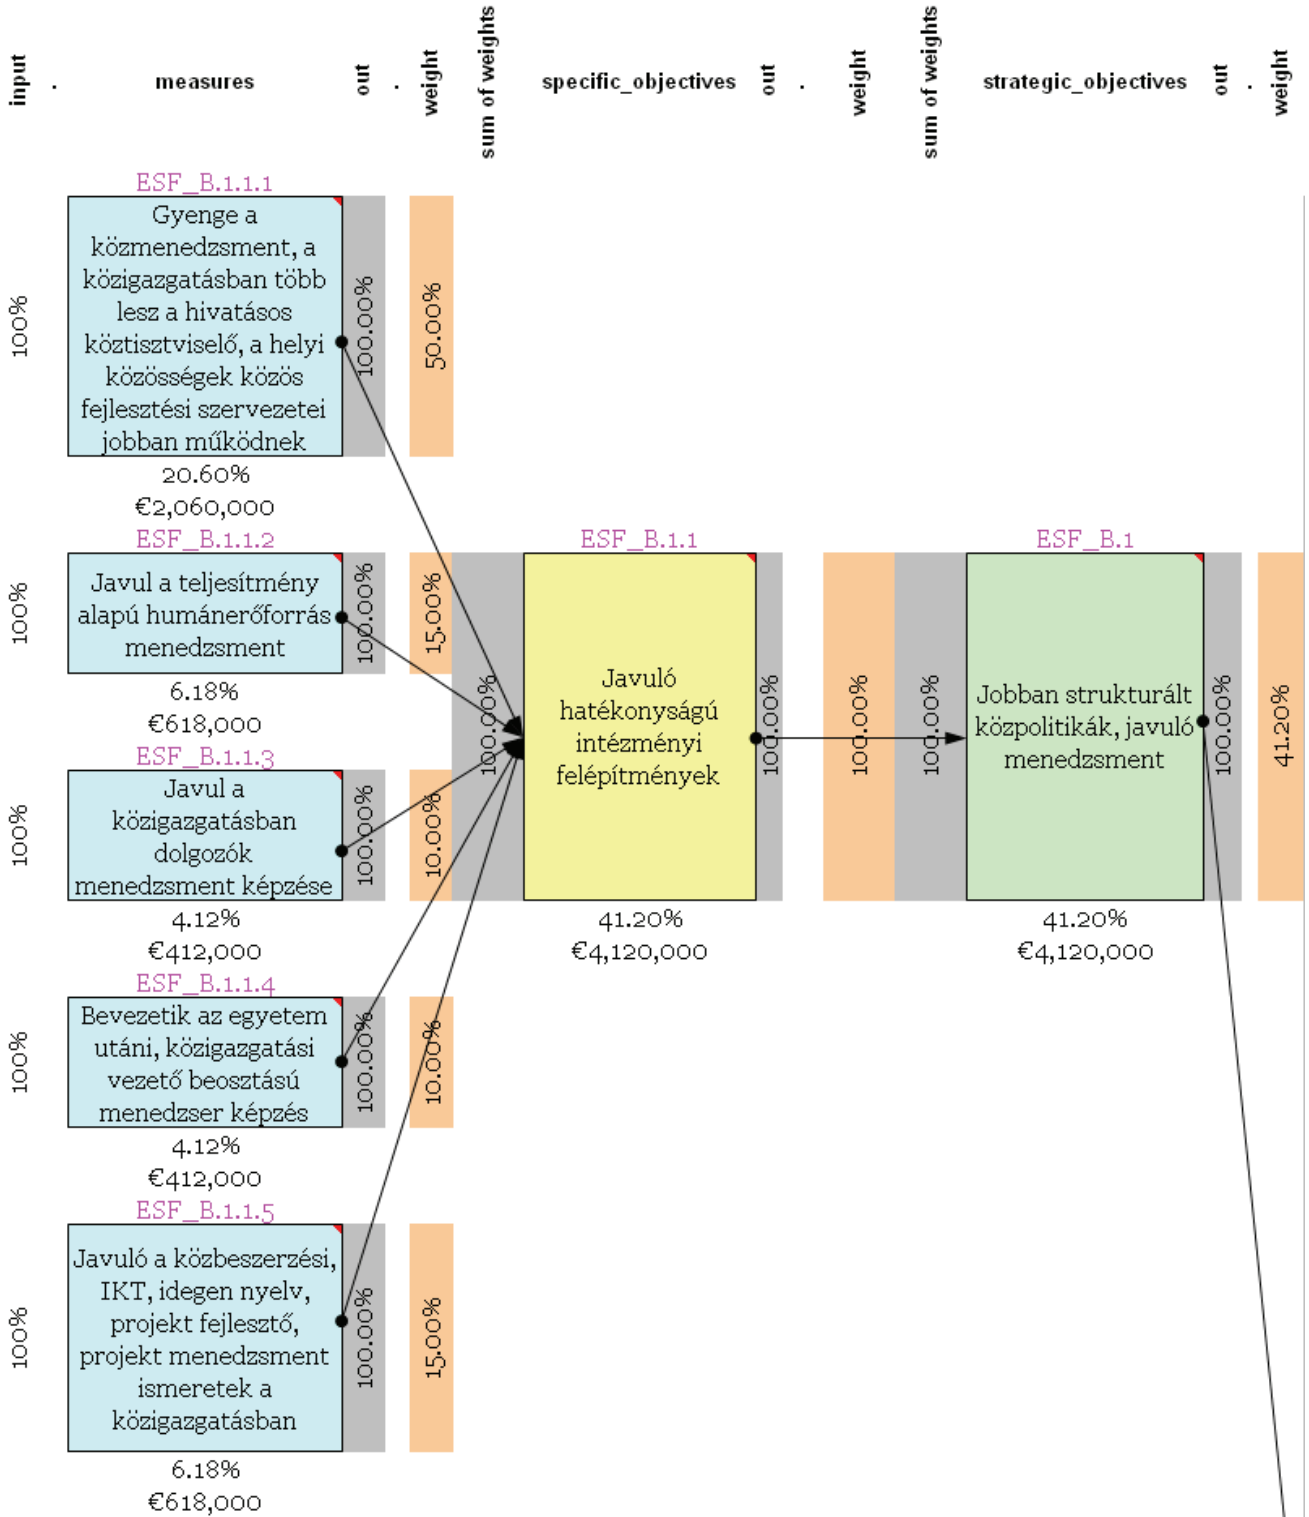 input . measures out . weight sum of weights specific_objectives out . weight sum of weights strategic_objectives out . weight
ESF_B.1.1.1
100%
Gyenge a
közmenedzsment, a
közigazgatásban több
lesz a hivatásos
köztisztviselő, a helyi
közösségek közös
fejlesztési szervezetei
jobban működnek
100.00%
50.00%
20.60%
€2,060,000
ESF_B.1.1.2
100%
Javul a teljesítmény
alapú humánerőforrás
menedzsment
100.00%
15.00%
6.18%
€618,000
ESF_B.1.1.3
100%
Javul a
közigazgatásban
dolgozók
menedzsment képzése
100.00%
10.00%
4.12%
€412,000
ESF_B.1.1.4
100%
Bevezetik az egyetem
utáni, közigazgatási
vezető beosztású
menedzser képzés
100.00%
10.00%
4.12%
€412,000
ESF_B.1.1.5
100%
Javuló a közbeszerzési,
IKT, idegen nyelv,
projekt fejlesztő,
projekt menedzsment
ismeretek a
közigazgatásban
100.00%
15.00%
6.18%
€618,000
ESF_B.1.1
100.00%
Javuló
hatékonyságú
intézményi
felépítmények
100.00%
100.00%
41.20%
€4,120,000
ESF_B.1
100.00%
Jobban strukturált
közpolitikák, javuló
menedzsment
100.00%
41.20%
41.20%
€4,120,000